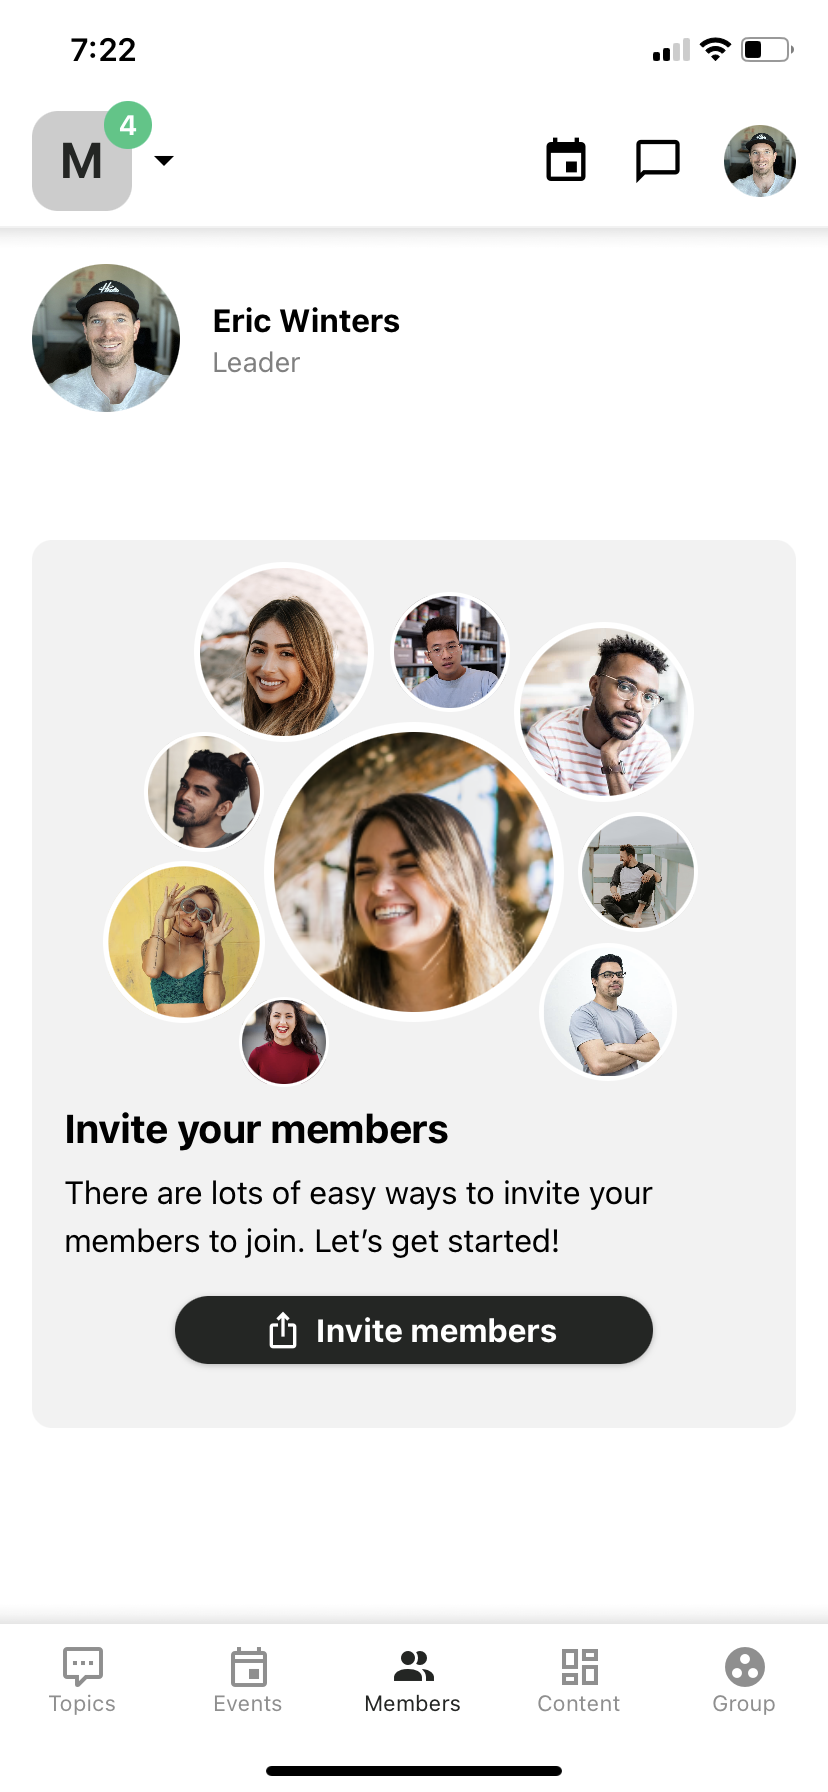 7:22
M
4
Eric Winters
Leader
Invite your members
There are lots of easy ways to invite your
members to join. Let’s get started!
Invite members
Topics
Events
Members
Content
Group